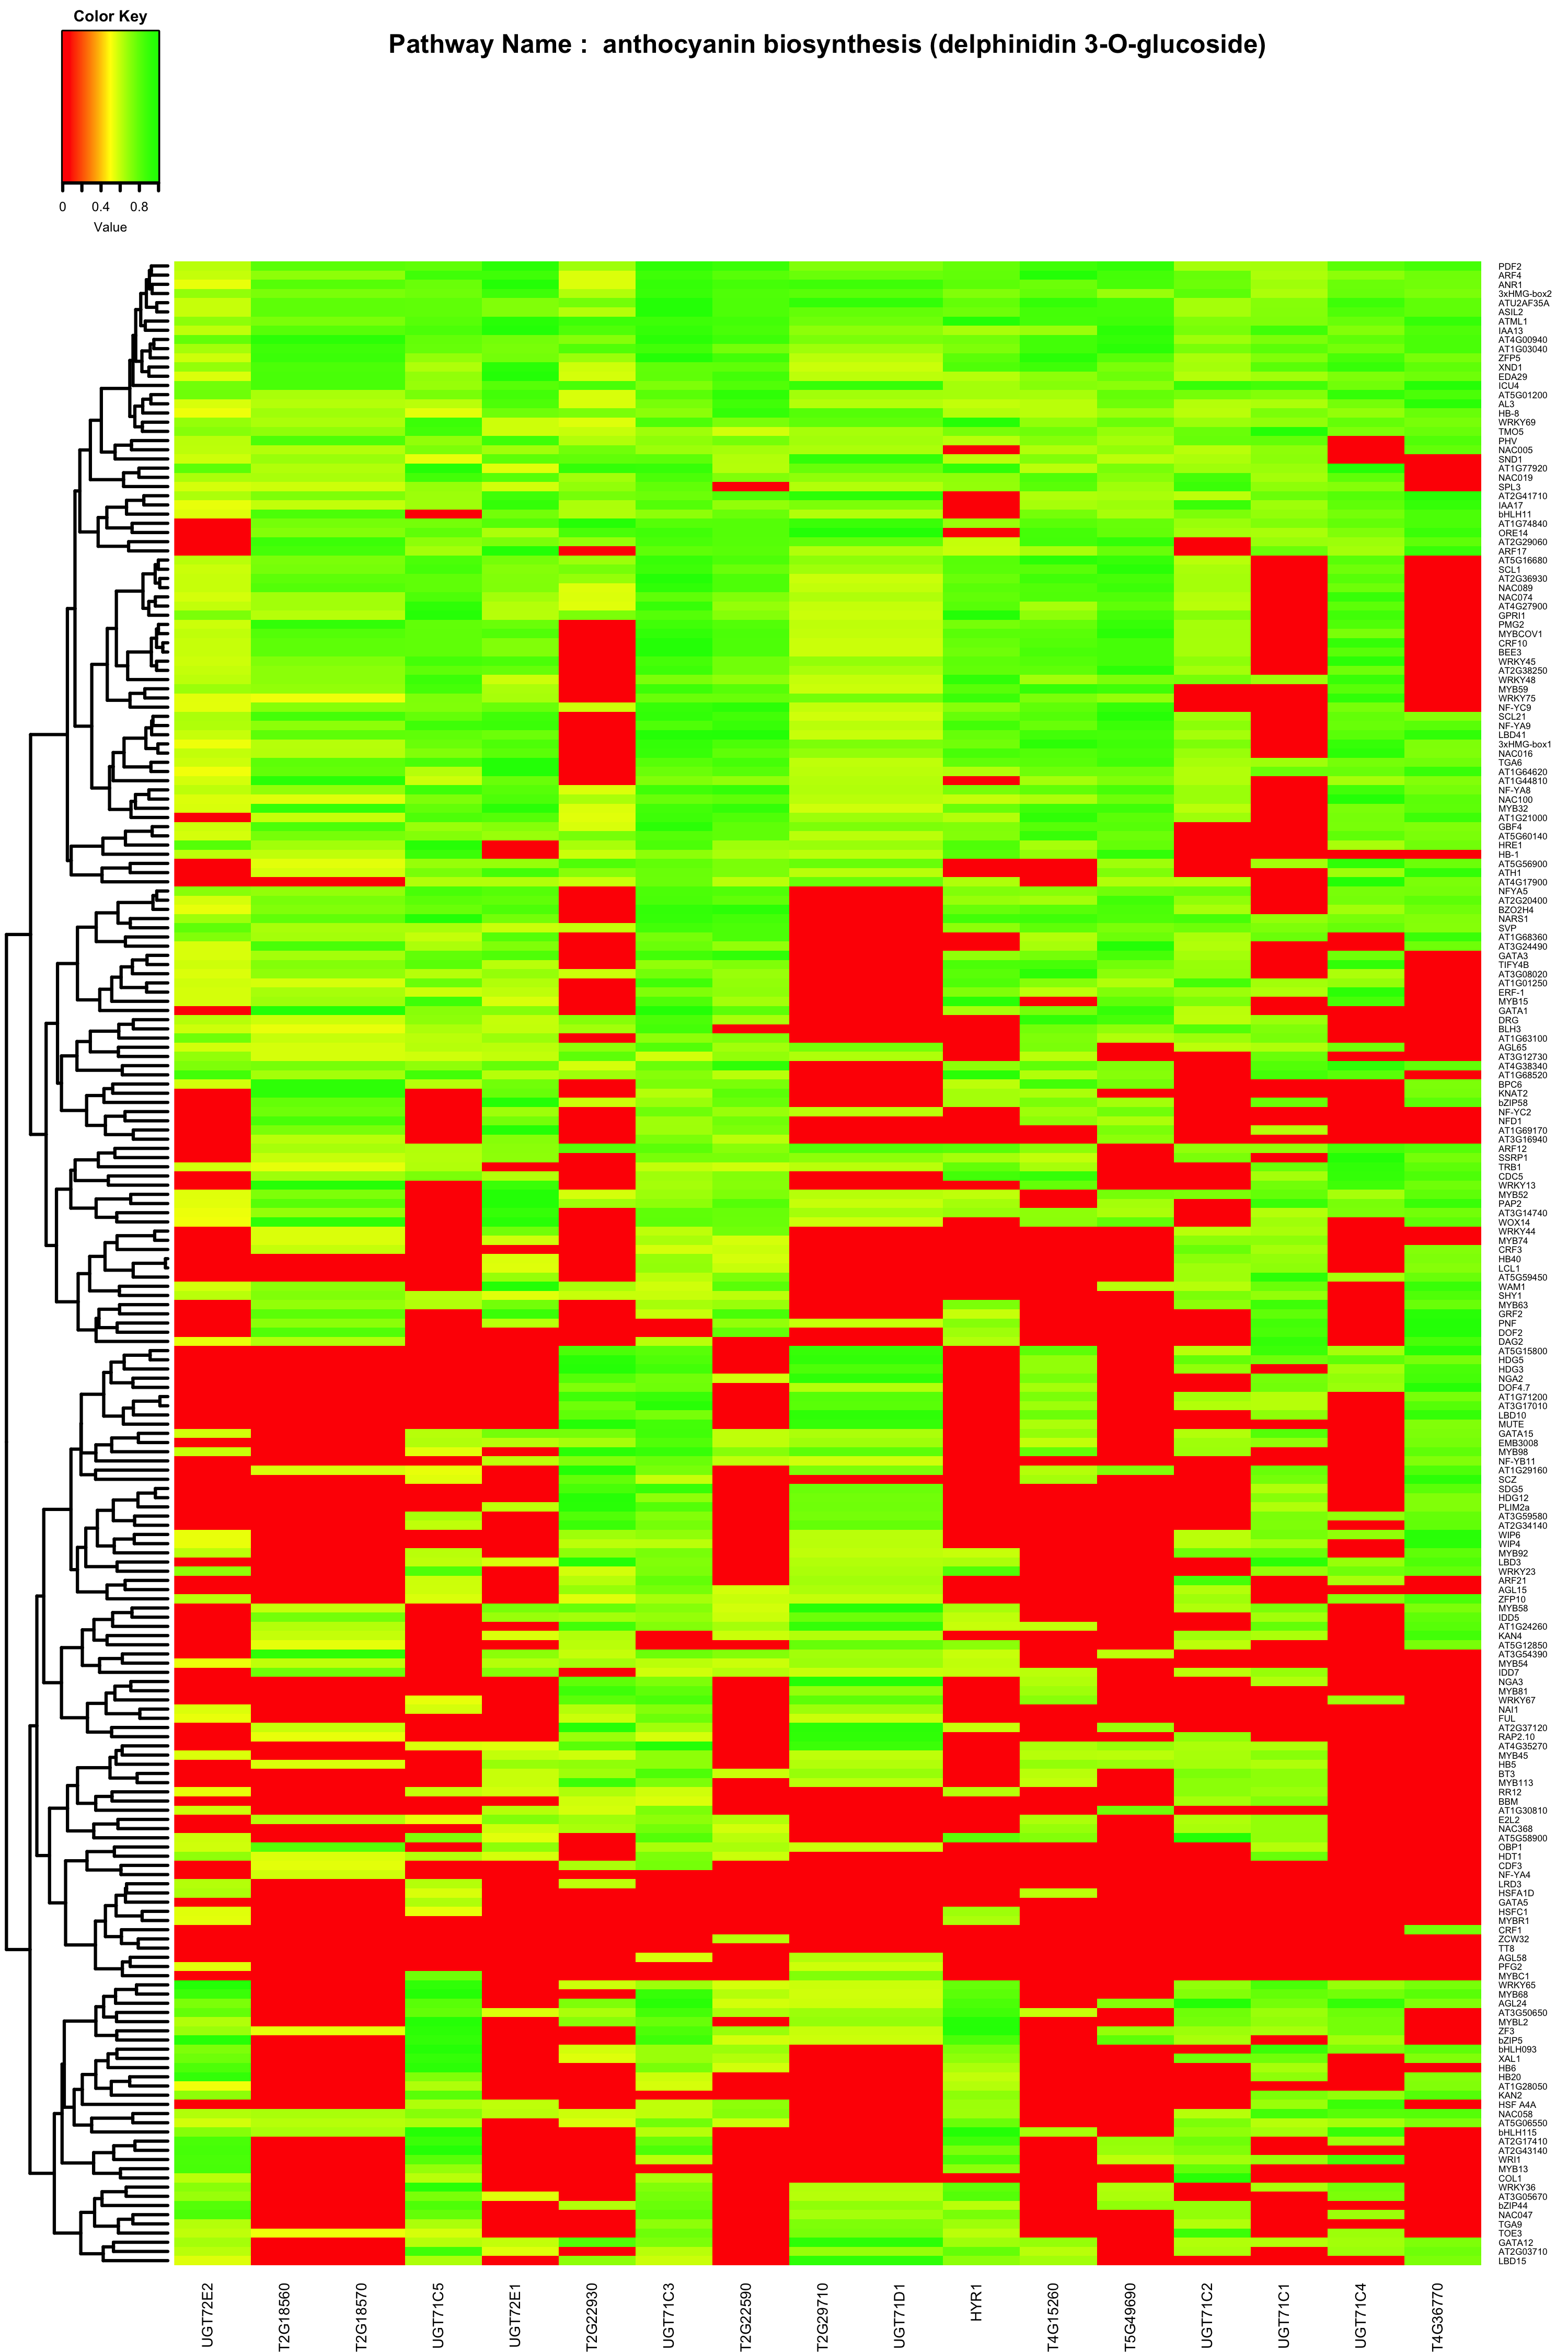 Color Key
Pathway Name :  anthocyanin biosynthesis (delphinidin 3-O-glucoside)
0 0.4 0.8
Value
PDF2
ARF4
ANR1
3xHMG-box2
ATU2AF35A
ASIL2
ATML1
IAA13
AT4G00940
AT1G03040
ZFP5
XND1
EDA29
ICU4
AT5G01200
AL3
HB-8
WRKY69
TMO5
PHV
NAC005
SND1
AT1G77920
NAC019
SPL3
AT2G41710
IAA17
bHLH11
AT1G74840
ORE14
AT2G29060
ARF17
AT5G16680
SCL1
AT2G36930
NAC089
NAC074
AT4G27900
GPRI1
PMG2
MYBCOV1
CRF10
BEE3
WRKY45
AT2G38250
WRKY48
MYB59
WRKY75
NF-YC9
SCL21
NF-YA9
LBD41
3xHMG-box1
NAC016
TGA6
AT1G64620
AT1G44810
NF-YA8
NAC100
MYB32
AT1G21000
GBF4
AT5G60140
HRE1
HB-1
AT5G56900
ATH1
AT4G17900
NFYA5
AT2G20400
BZO2H4
NARS1
SVP
AT1G68360
AT3G24490
GATA3
TIFY4B
AT3G08020
AT1G01250
ERF-1
MYB15
GATA1
DRG
BLH3
AT1G63100
AGL65
AT3G12730
AT4G38340
AT1G68520
BPC6
KNAT2
bZIP58
NF-YC2
NFD1
AT1G69170
AT3G16940
ARF12
SSRP1
TRB1
CDC5
WRKY13
MYB52
PAP2
AT3G14740
WOX14
WRKY44
MYB74
CRF3
HB40
LCL1
AT5G59450
WAM1
SHY1
MYB63
GRF2
PNF
DOF2
DAG2
AT5G15800
HDG5
HDG3
NGA2
DOF4.7
AT1G71200
AT3G17010
LBD10
MUTE
GATA15
EMB3008
MYB98
NF-YB11
AT1G29160
SCZ
SDG5
HDG12
PLIM2a
AT3G59580
AT2G34140
WIP6
WIP4
MYB92
LBD3
WRKY23
ARF21
AGL15
ZFP10
MYB58
IDD5
AT1G24260
KAN4
AT5G12850
AT3G54390
MYB54
IDD7
NGA3
MYB81
WRKY67
NAI1
FUL
AT2G37120
RAP2.10
AT4G35270
MYB45
HB5
BT3
MYB113
RR12
BBM
AT1G30810
E2L2
NAC368
AT5G58900
OBP1
HDT1
CDF3
NF-YA4
LRD3
HSFA1D
GATA5
HSFC1
MYBR1
CRF1
ZCW32
TT8
AGL58
PFG2
MYBC1
WRKY65
MYB68
AGL24
AT3G50650
MYBL2
ZF3
bZIP5
bHLH093
XAL1
HB6
HB20
AT1G28050
KAN2
HSF A4A
NAC058
AT5G06550
bHLH115
AT2G17410
AT2G43140
WRI1
MYB13
COL1
WRKY36
AT3G05670
bZIP44
NAC047
TGA9
TOE3
GATA12
AT2G03710
LBD15
UGT72E2
T2G18560
T2G18570
UGT71C5
UGT72E1
T2G22930
UGT71C3
T2G22590
T2G29710
UGT71D1
HYR1
T4G15260
T5G49690
UGT71C2
UGT71C1
UGT71C4
T4G36770